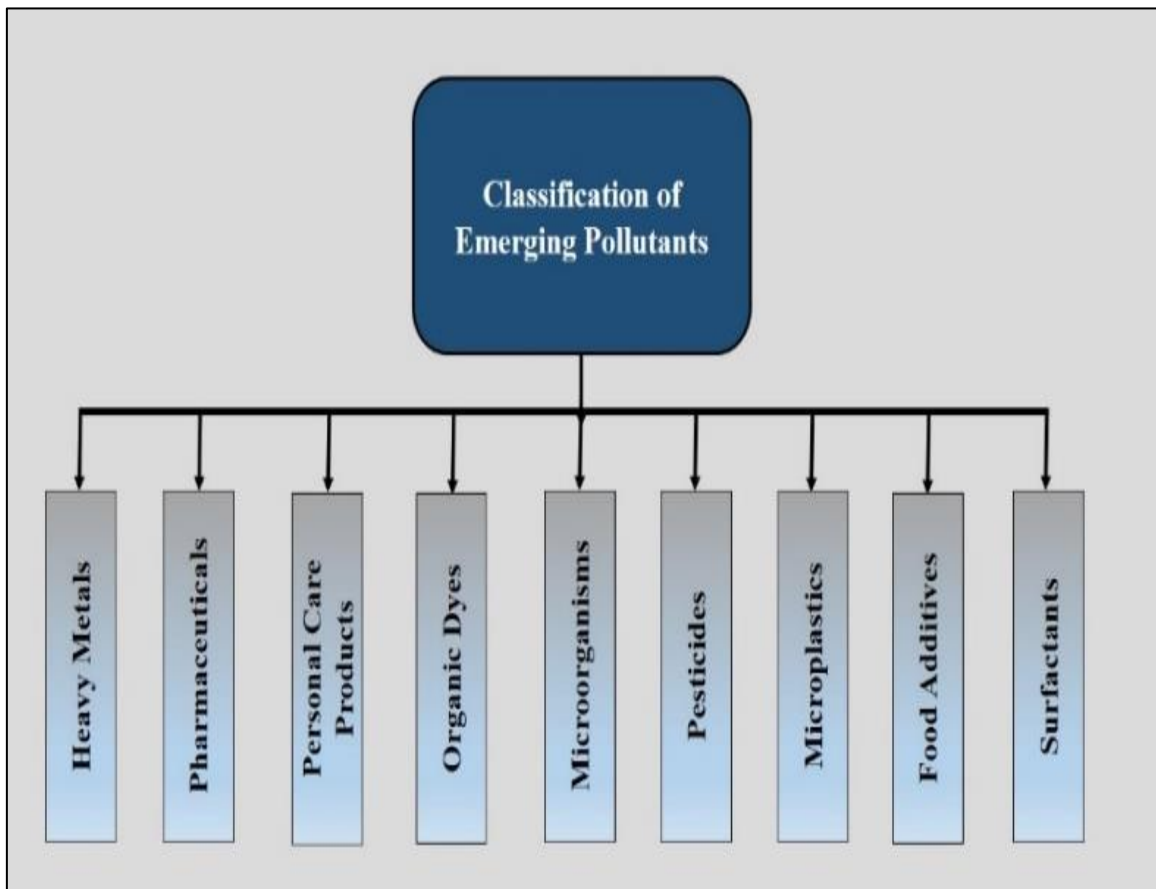 Classification of
Emerging Pollutants
Heavy Metals
Pharmaceuticals
Personal Care
Products
Organic Dyes
Microorganisms
Pesticides
Microplastics
Food Additives
Surfactants